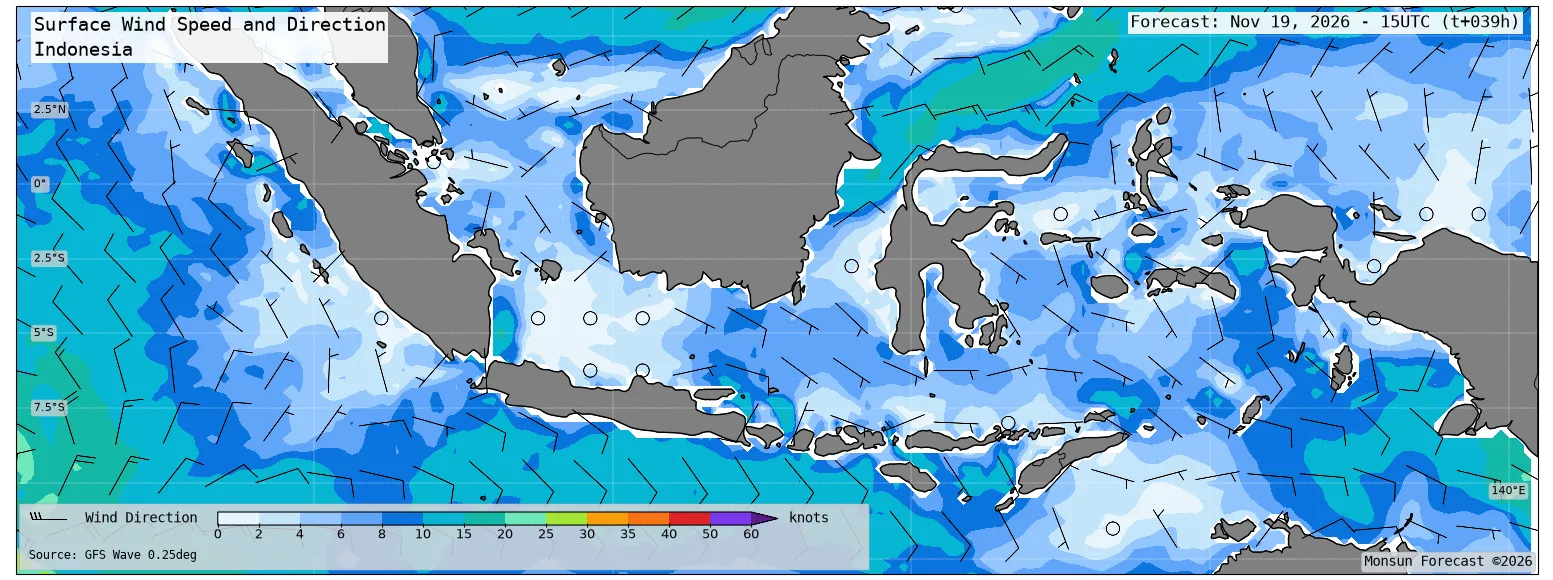 Surface Wind Speed and Direction
Indonesia
Forecast: Nov 19, 2026 - 15UTC (t+039h)
2.5°N
0°
2.5°S
5°S
7.5°S
140°E
Wind Direction
0 2 4 6 8 10 15 20 25 30 35 40 50 60
knots
Source: GFS Wave 0.25deg
Monsun Forecast ©2026